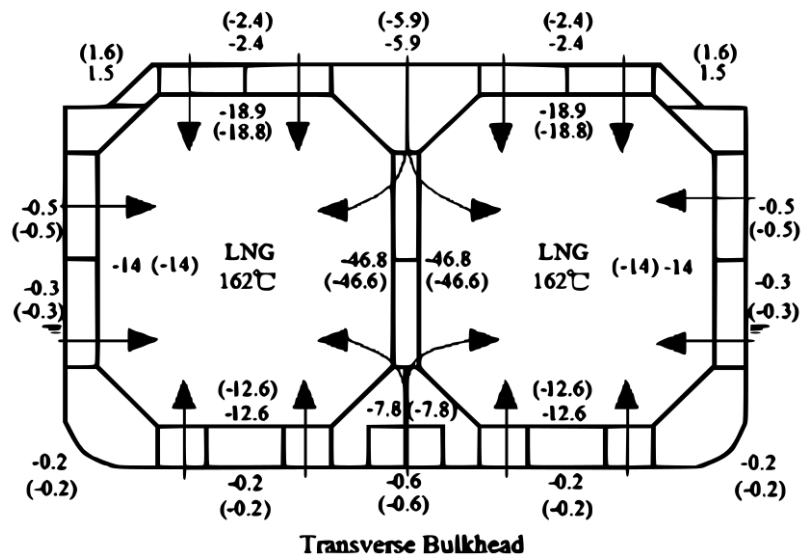 (-2.4) (-5.9) (-2.4)
-2.4 -5.9 -2.4
(1.6) (1.6)
1.5 1.5
-18.9 -18.9
(-18.8) (-18.8)
-0.5 -0.5
(-0.5) (-0.5)
LNG -46.8 -46.8 LNG
-14 (-14) (-14) -14
162℃ (-46.6) (-46.6) 162℃
-0.3 -0.3
(-0.3) (-0.3)
(-12.6) (-12.6)
-12.6 -7.8 (-7.8) -12.6
-0.2 -0.2 -0.6 -0.2 -0.2
(-0.2) (-0.2) (-0.6) (-0.2) (-0.2)
Transverse Bulkhead